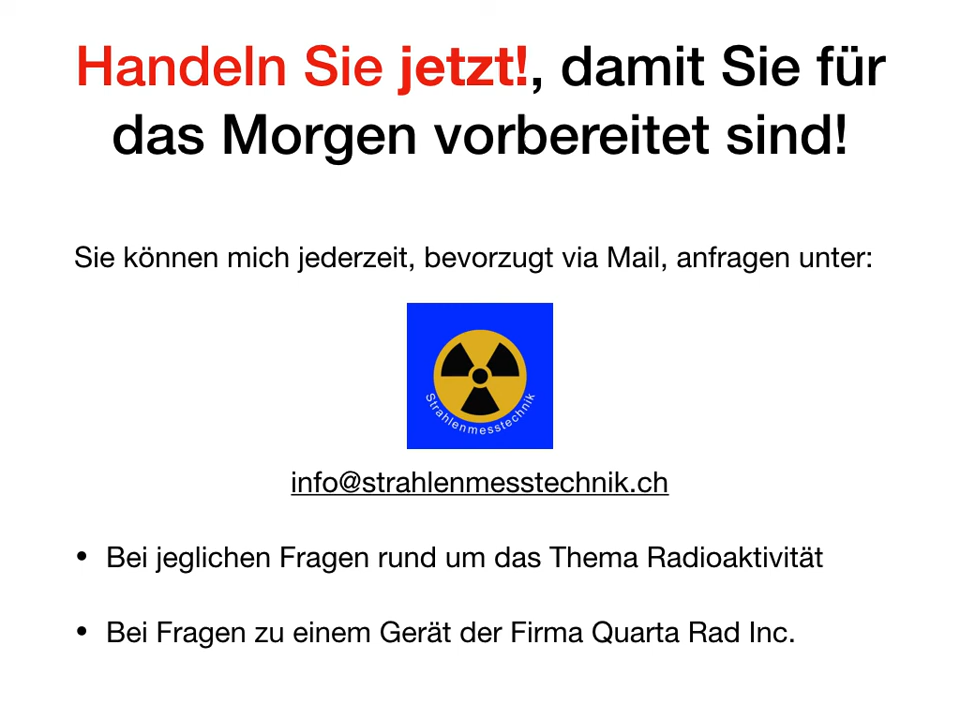 Handeln Sie jetzt!, damit Sie für
das Morgen vorbereitet sind!
Sie können mich jederzeit, bevorzugt via Mail, anfragen unter:
Strahlenmesstechnik
info@strahlenmesstechnik.ch
• Bei jeglichen Fragen rund um das Thema Radioaktivität
• Bei Fragen zu einem Gerät der Firma Quarta Rad Inc.